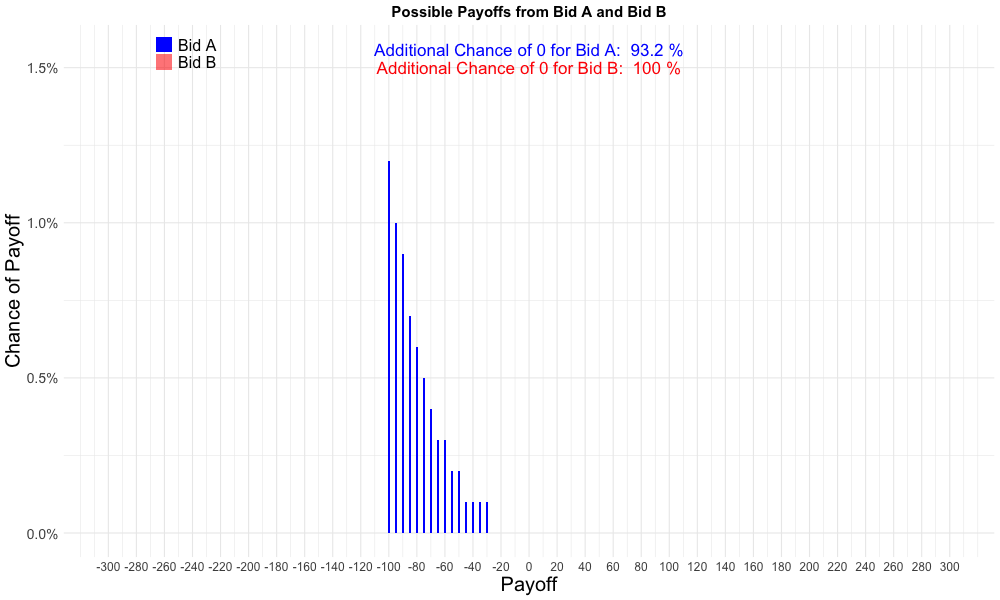 Possible Payoffs from Bid A and Bid B
Bid A
Bid B
Additional Chance of 0 for Bid A:  93.2 %
Additional Chance of 0 for Bid B:  100 %
Chance of Payoff
1.5%
1.0%
0.5%
0.0%
-300 -280 -260 -240 -220 -200 -180 -160 -140 -120 -100 -80 -60 -40 -20 0 20 40 60 80 100 120 140 160 180 200 220 240 260 280 300
Payoff